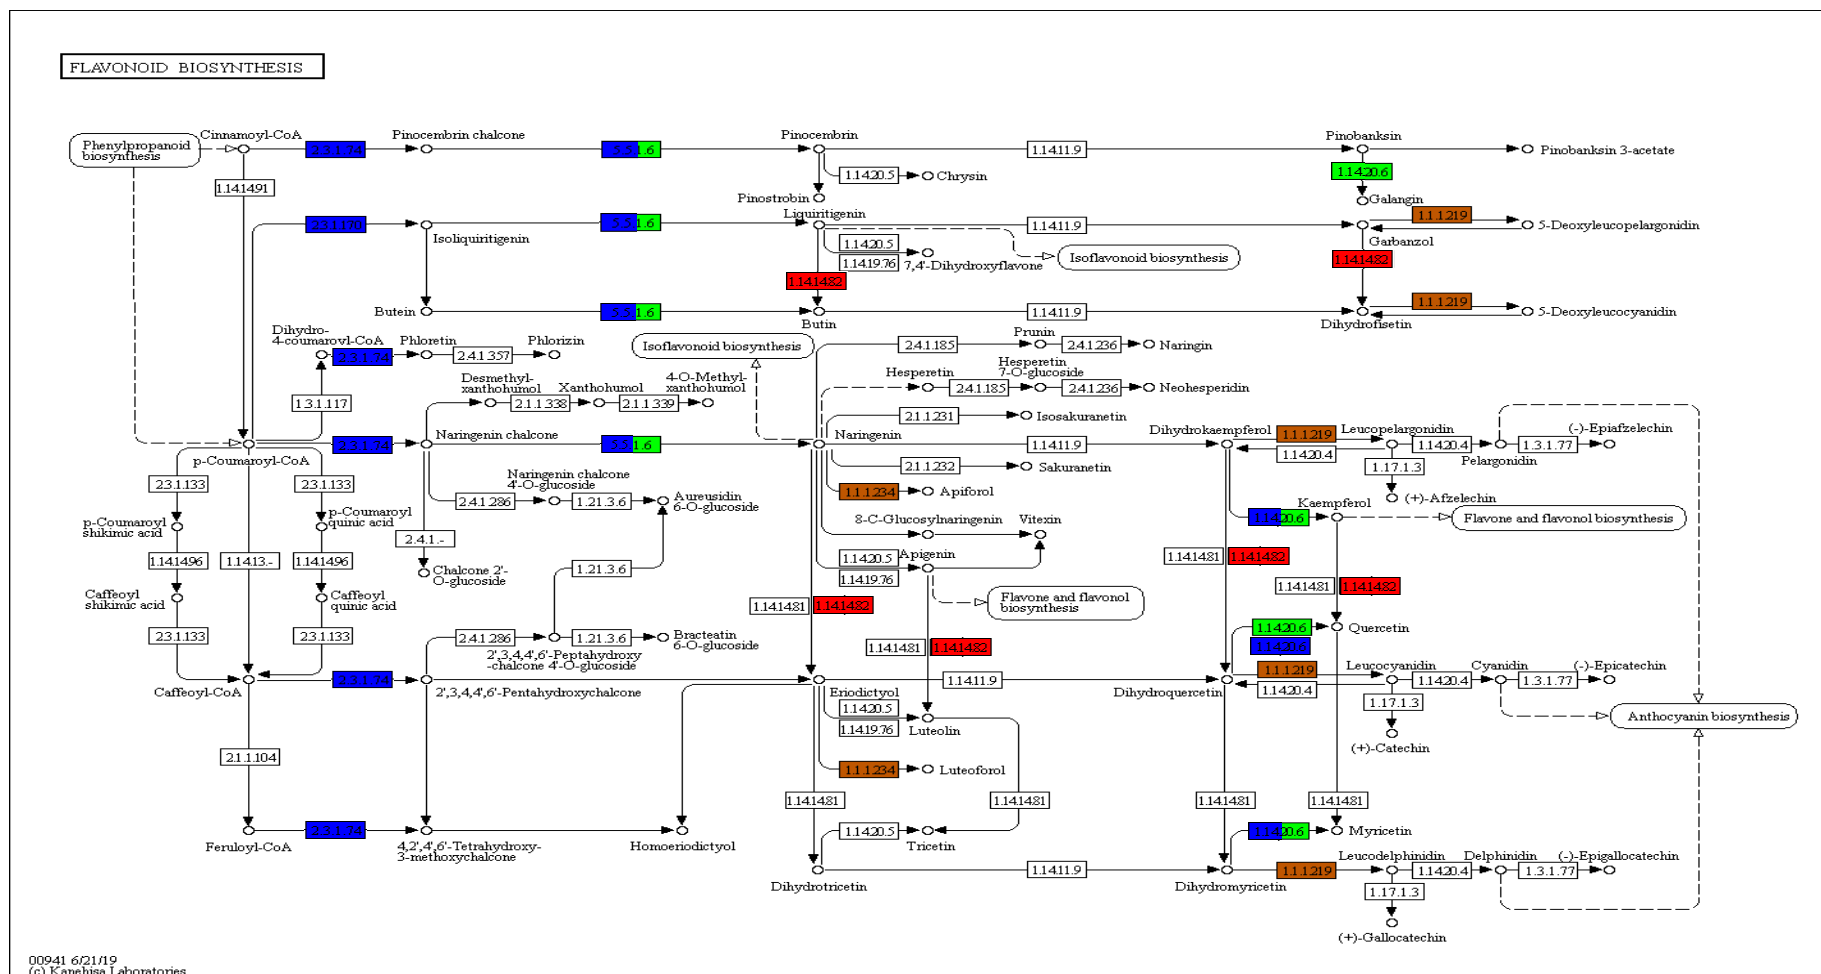 FLAVONOID BIOSYNTHESIS
Phenylpropanoid
biosynthesis
Cinnamoyl-CoA
2.3.1.74
Pinocembrin chalcone
5.5.1.6
Pinocembrin
1.14.11.9
Pinobanksin
Pinobanksin 3-acetate
1.14.14.91
1.14.20.5
Chrysin
1.14.20.6
Pinostrobin
Galangin
2.3.1.170
Isoliquiritigenin
5.5.1.6
Liquiritigenin
1.14.11.9
Garbanzol
1.1.1.219
5-Deoxyleucopelargonidin
1.14.20.5
1.14.19.76
7,4'-Dihydroxyflavone
Isoflavonoid biosynthesis
1.14.14.82
1.14.14.82
Butein
5.5.1.6
Butin
1.14.11.9
Dihydrofisetin
1.1.1.219
5-Deoxyleucocyanidin
Dihydro-
4-coumaroyl-CoA
2.3.1.74
Phloretin
2.4.1.357
Phlorizin
Isoflavonoid biosynthesis
2.4.1.185
Prunin
2.4.1.236
Naringin
Hesperetin
2.4.1.185
Hesperetin
7-O-glucoside
2.4.1.236
Neohesperidin
1.3.1.117
Desmethyl-
xanthohumol
2.1.1.338
Xanthohumol
2.1.1.339
4-O-Methyl-
xanthohumol
2.1.1.231
Isosakuranetin
p-Coumaroyl-CoA
2.3.1.74
Naringenin chalcone
5.5.1.6
Naringenin
1.14.11.9
Dihydrokaempferol
1.1.1.219
1.14.20.4
Leucopelargonidin
1.14.20.4
Pelargonidin
1.3.1.77
(-)-Epiafzelechin
2.1.1.232
Sakuranetin
1.17.1.3
(+)-Afzelechin
2.3.1.133
2.3.1.133
2.4.1.286
Naringenin chalcone
4'-O-glucoside
1.21.3.6
Aureusidin
6-O-glucoside
1.1.1.234
Apiforol
Kaempferol
1.14.20.6
Flavone and flavonol biosynthesis
p-Coumaroyl
shikimic acid
p-Coumaroyl
quinic acid
8-C-Glucosylnaringenin
Vitexin
2.4.1.-
1.14.14.96
1.14.13.-
1.14.14.96
Chalcone 2'-
O-glucoside
1.21.3.6
1.14.20.5
1.14.19.76
Apigenin
1.14.14.81
1.14.14.82
1.14.14.81
1.14.14.82
Caffeoyl
shikimic acid
Caffeoyl
quinic acid
1.14.14.81
1.14.14.82
Flavone and flavonol
biosynthesis
2.3.1.133
2.3.1.133
2.4.1.286
2',3,4,4',6'-Peptahydroxy
-chalcone 4'-O-glucoside
1.21.3.6
Bracteatin
6-O-glucoside
1.14.14.81
1.14.14.82
1.14.20.6
1.14.20.6
Quercetin
Caffeoyl-CoA
2.3.1.74
2',3,4,4',6'-Pentahydroxychalcone
Eriodictyol
1.14.11.9
Dihydroquercetin
1.1.1.219
1.14.20.4
Leucocyanidin
1.14.20.4
Cyanidin
1.3.1.77
(-)-Epicatechin
1.14.20.5
1.14.19.76
Luteolin
1.17.1.3
(+)-Catechin
Anthocyanin biosynthesis
2.1.1.104
1.1.1.234
Luteoforol
1.14.14.81
1.14.14.81
1.14.14.81
1.14.14.81
Feruloyl-CoA
2.3.1.74
4,2',4',6'-Tetrahydroxy-
3-methoxychalcone
Homoeriodictyol
1.14.20.5
Tricetin
1.14.20.6
Myricetin
Dihydrotricetin
1.14.11.9
Dihydromyricetin
1.1.1.219
Leucodelphinidin
1.14.20.4
Delphinidin
1.3.1.77
(-)-Epigallocatechin
1.17.1.3
(+)-Gallocatechin
00941 6/21/19
(c) Kanehisa Laboratories